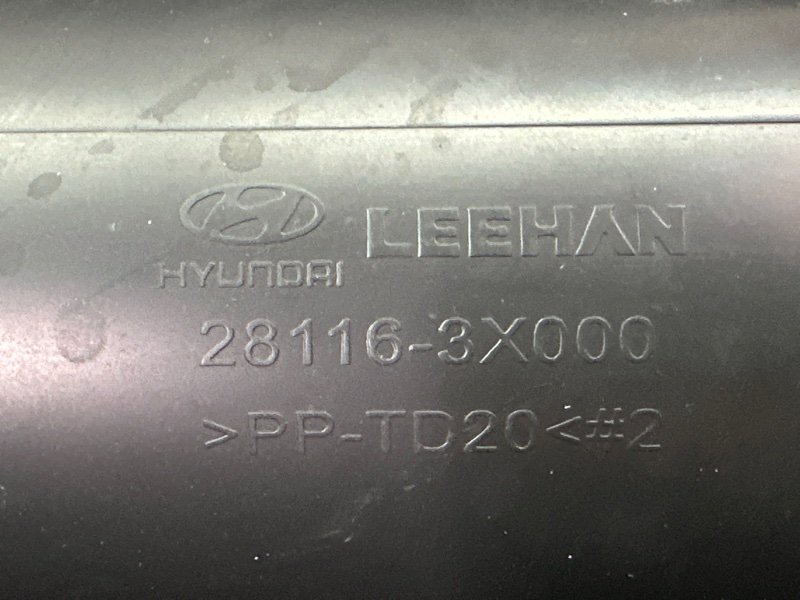 LEEHAN
HYUNDAI
28116-3X000
>PP-TD20<#2